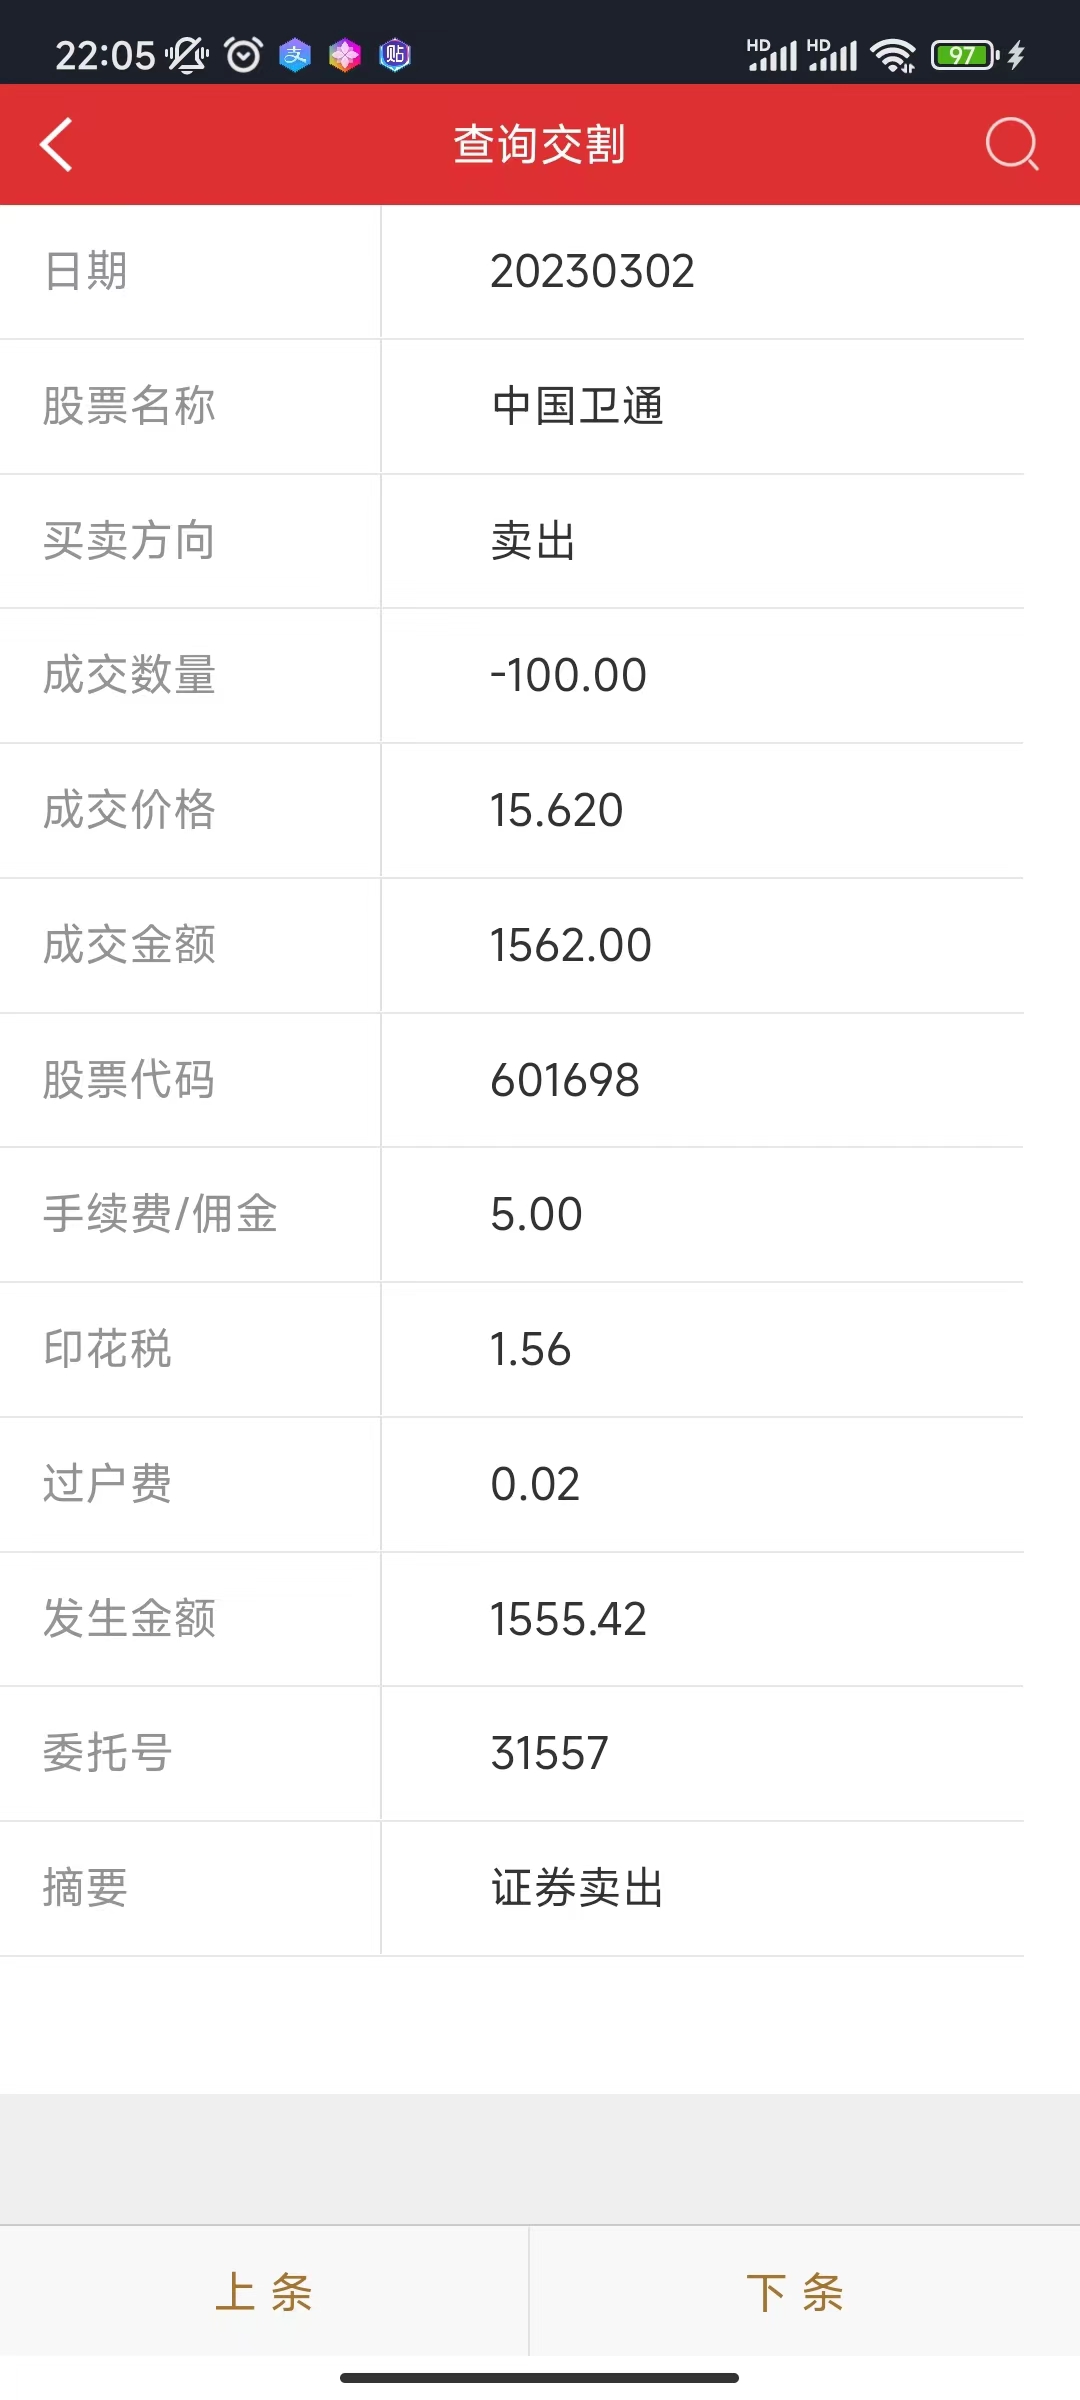 22:05 支 贴 HD HD 97
查询交割
日期 20230302
股票名称 中国卫通
买卖方向 卖出
成交数量 -100.00
成交价格 15.620
成交金额 1562.00
股票代码 601698
手续费/佣金 5.00
印花税 1.56
过户费 0.02
发生金额 1555.42
委托号 31557
摘要 证券卖出
上条 下条